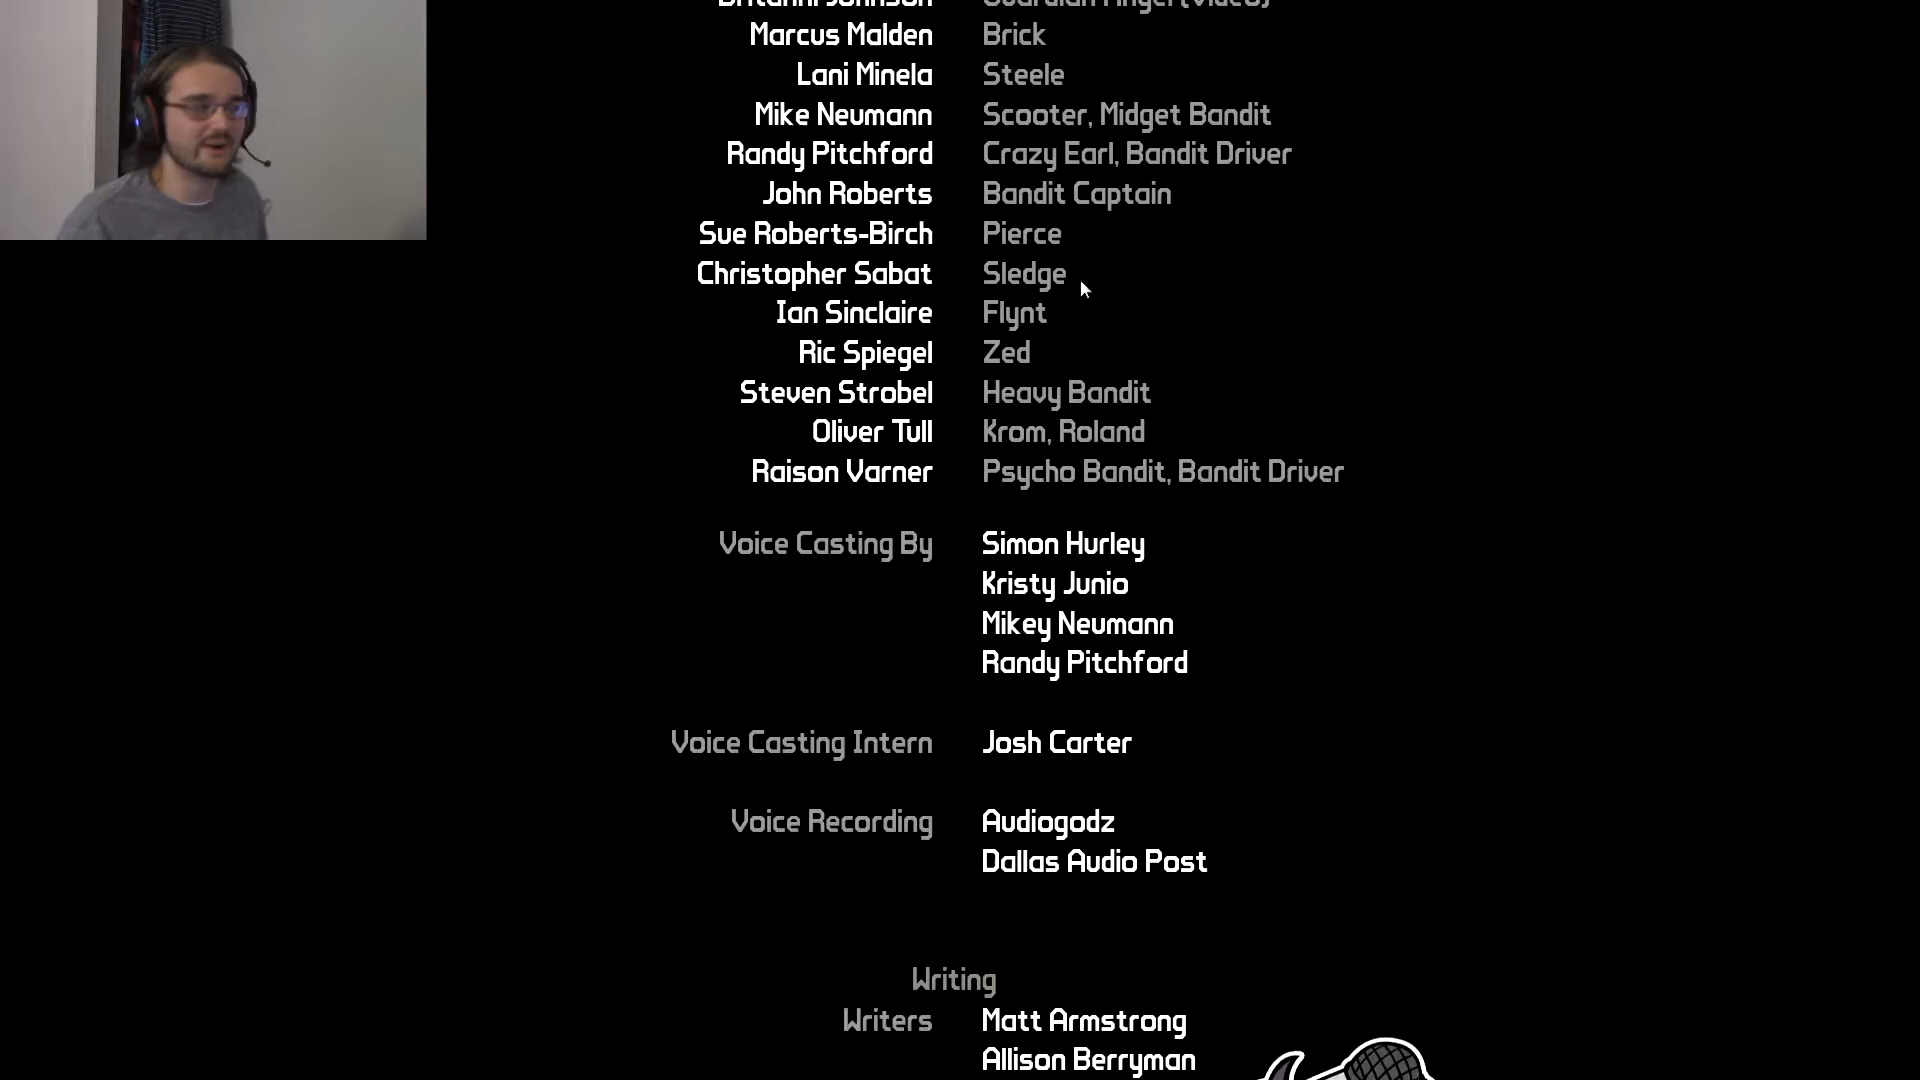 Marcus Malden Brick
Lani Minela Steele
Mike Neumann Scooter, Midget Bandit
Randy Pitchford Crazy Earl, Bandit Driver
John Roberts Bandit Captain
Sue Roberts-Birch Pierce
Christopher Sabat Sledge
Ian Sinclaire Flynt
Ric Spiegel Zed
Steven Strobel Heavy Bandit
Oliver Tull Krom, Roland
Raison Varner Psycho Bandit, Bandit Driver
Voice Casting By Simon Hurley
Kristy Junio
Mikey Neumann
Randy Pitchford
Voice Casting Intern Josh Carter
Voice Recording Audiogodz
Dallas Audio Post
Writing
Writers Matt Armstrong
Allison Berryman